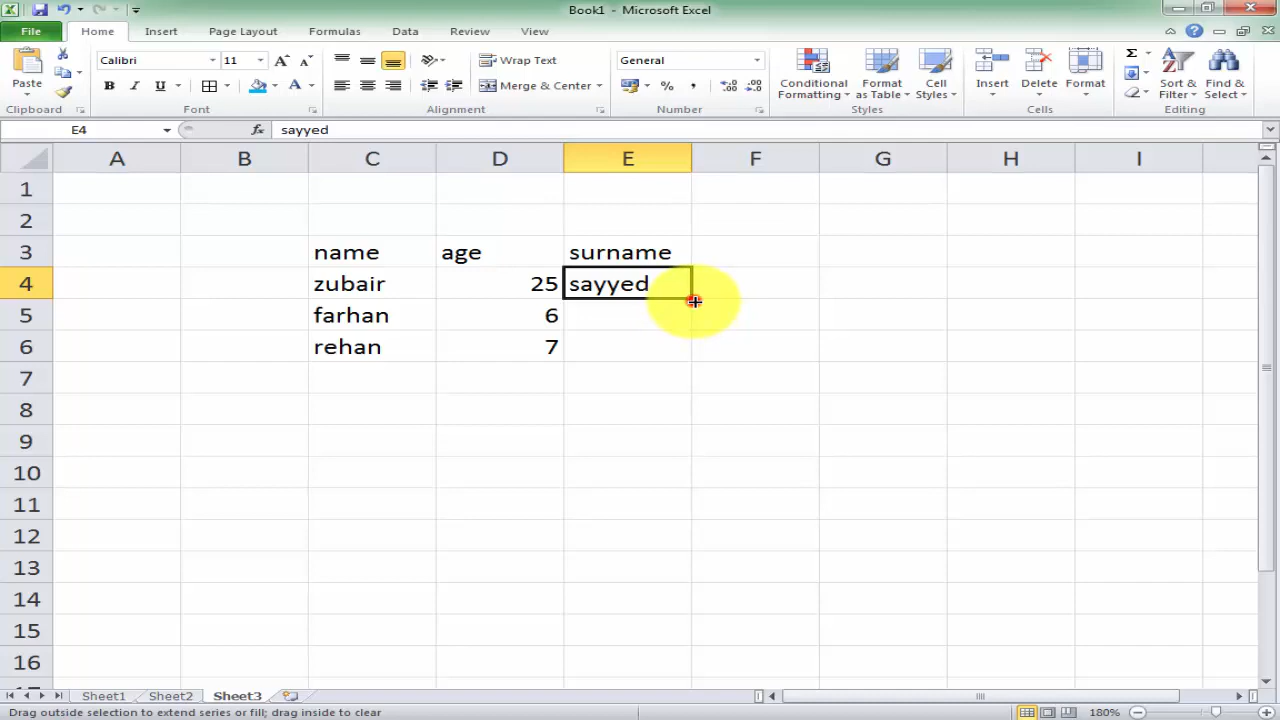 Book1 - Microsoft Excel
File Home Insert Page Layout Formulas Data Review View
Paste
Clipboard
Calibri 11
B I U
Font
Wrap Text
Merge & Center
Alignment
General
%
Number
Conditional Formatting
Format as Table
Cell Styles
Styles
Insert Delete Format
Cells
Sort & Filter
Find & Select
Editing
E4 fx sayyed
A B C D E F G H I
1
2
3 name age surname
4 zubair 25 sayyed
5 farhan 6
6 rehan 7
7
8
9
10
11
12
13
14
15
16
Sheet1 Sheet2 Sheet3
Drag outside selection to extend series or fill; drag inside to clear 180%